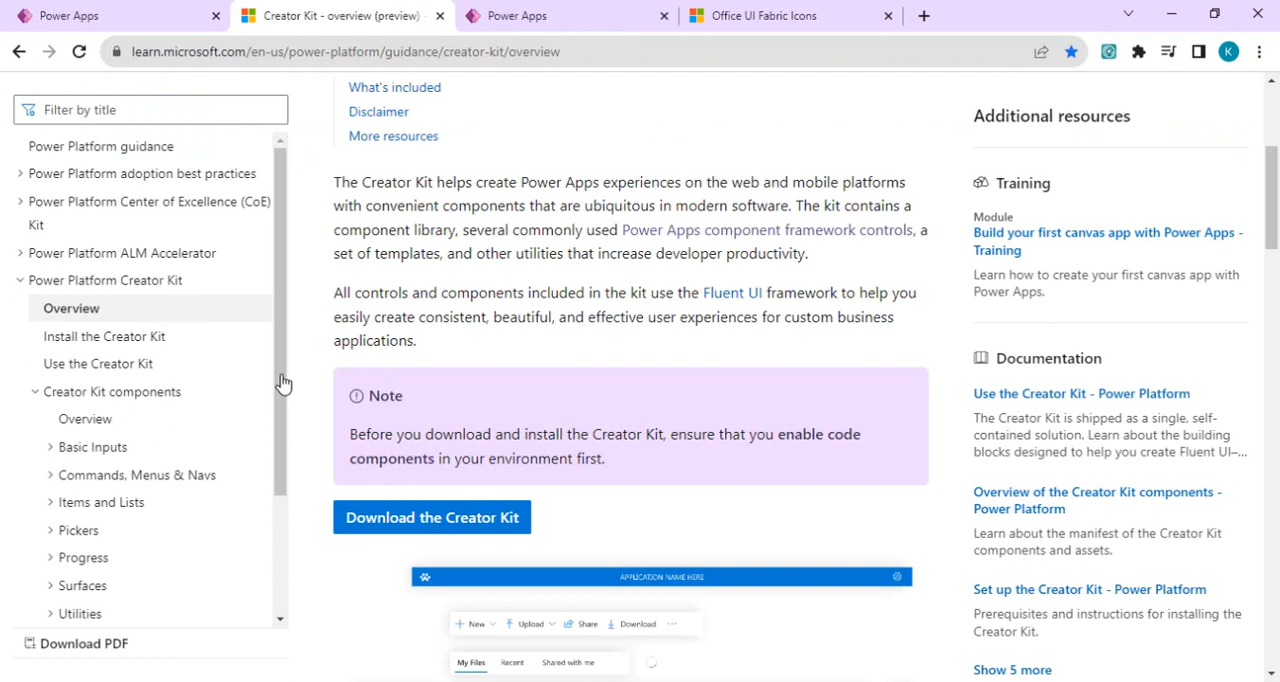 Power Apps
Creator Kit - overview (preview) -
Power Apps
Office UI Fabric Icons
learn.microsoft.com/en-us/power-platform/guidance/creator-kit/overview
K
Filter by title
Power Platform guidance
Power Platform adoption best practices
Power Platform Center of Excellence (CoE)
Kit
Power Platform ALM Accelerator
Power Platform Creator Kit
Overview
Install the Creator Kit
Use the Creator Kit
Creator Kit components
Overview
Basic Inputs
Commands, Menus & Navs
Items and Lists
Pickers
Progress
Surfaces
Utilities
Download PDF
What's included
Disclaimer
More resources
The Creator Kit helps create Power Apps experiences on the web and mobile platforms
with convenient components that are ubiquitous in modern software. The kit contains a
component library, several commonly used Power Apps component framework controls, a
set of templates, and other utilities that increase developer productivity.
All controls and components included in the kit use the Fluent UI framework to help you
easily create consistent, beautiful, and effective user experiences for custom business
applications.
Note
Before you download and install the Creator Kit, ensure that you enable code
components in your environment first.
Download the Creator Kit
APPLICATION NAME HERE
New Upload Share Download ...
My Files Recent Shared with me
Additional resources
Training
Module
Build your first canvas app with Power Apps -
Training
Learn how to create your first canvas app with
Power Apps.
Documentation
Use the Creator Kit - Power Platform
The Creator Kit is shipped as a single, self-
contained solution. Learn about the building
blocks designed to help you create Fluent UI–...
Overview of the Creator Kit components -
Power Platform
Learn about the manifest of the Creator Kit
components and assets.
Set up the Creator Kit - Power Platform
Prerequisites and instructions for installing the
Creator Kit.
Show 5 more